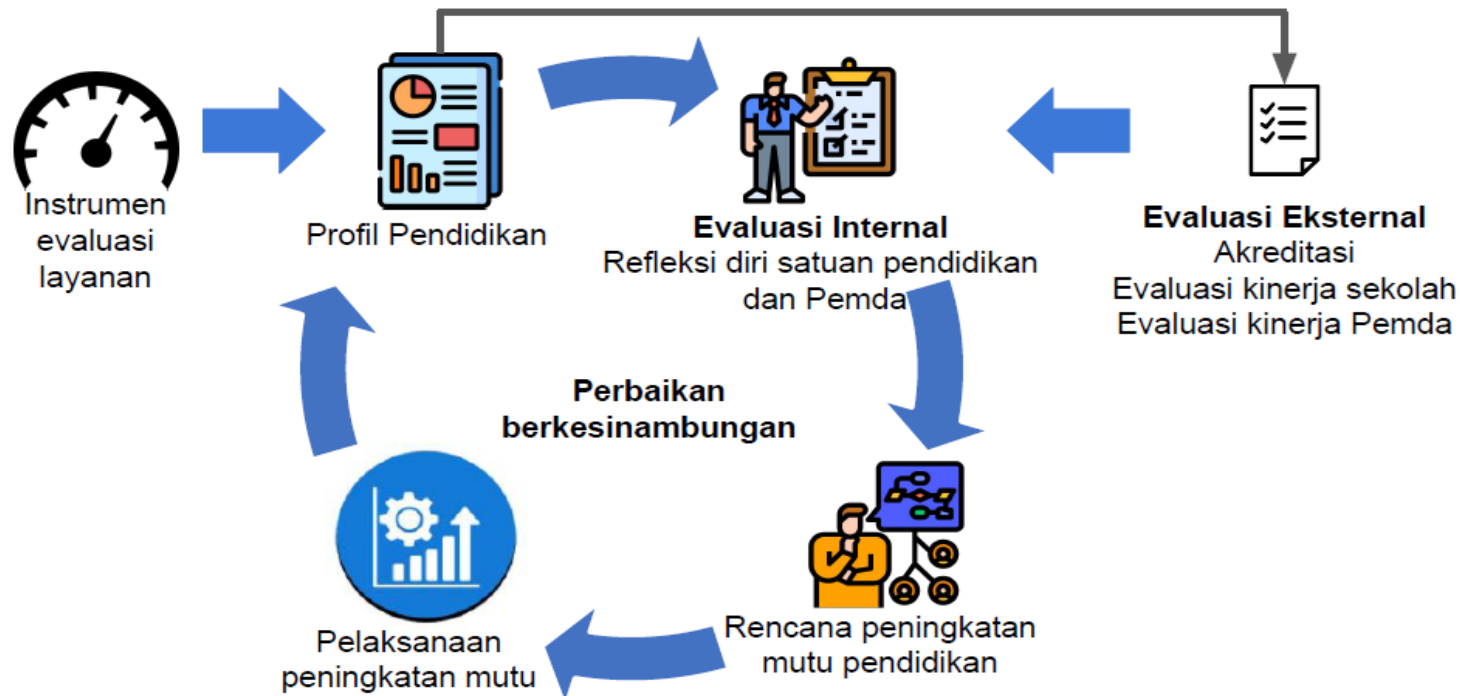 Instrumen
evaluasi
layanan
Profil Pendidikan
Evaluasi Internal
Refleksi diri satuan pendidikan
dan Pemda
Evaluasi Eksternal
Akreditasi
Evaluasi kinerja sekolah
Evaluasi kinerja Pemda
Perbaikan
berkesinambungan
Rencana peningkatan
mutu pendidikan
Pelaksanaan
peningkatan mutu